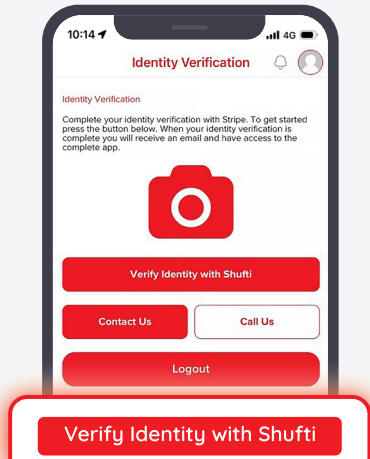 10:14
4G
Identity Verification
Identity Verification
Complete your identity verification with Stripe. To get started
press the button below. When your identity verification is
complete you will receive an email and have access to the
complete app.
Verify Identity with Shufti
Contact Us
Call Us
Logout
Verify Identity with Shufti